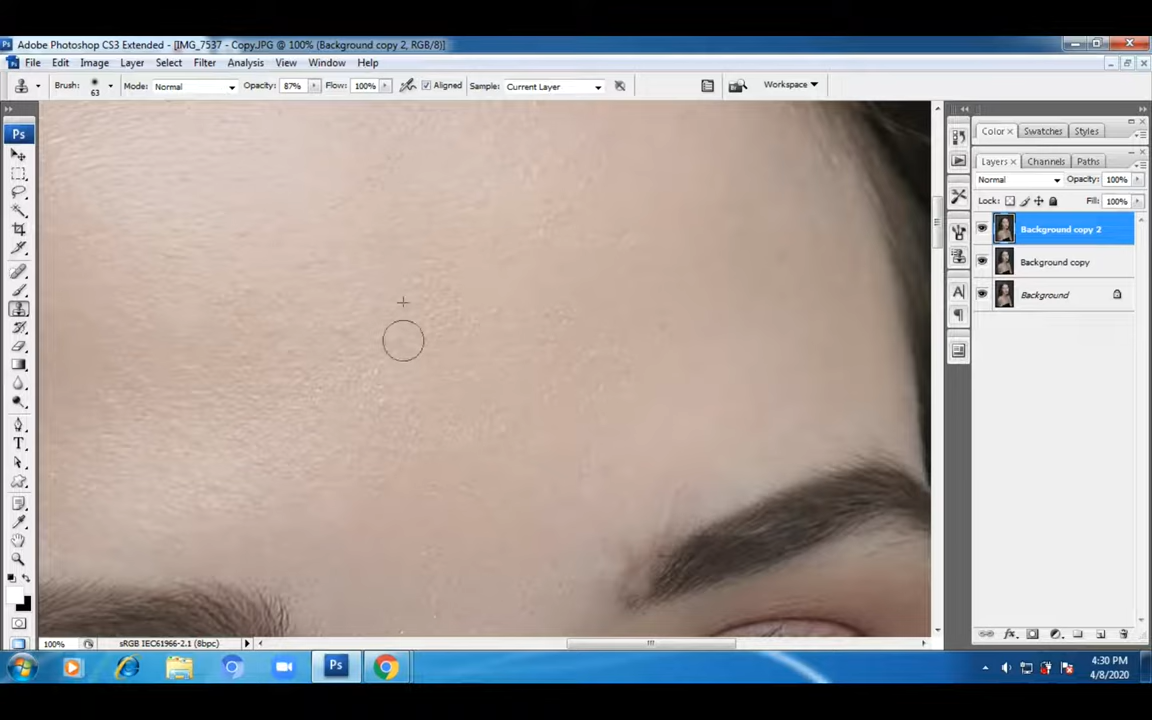 Adobe Photoshop CS3 Extended - [IMG_7537 - Copy.JPG @ 100% (Background copy 2, RGB/8)]
File Edit Image Layer Select Filter Analysis View Window Help
Brush: 63 Mode: Normal Opacity: 87% Flow: 100% Aligned Sample: Current Layer Workspace
Ps
Color × Swatches Styles
Layers × Channels Paths
Normal Opacity: 100%
Lock: Fill: 100%
Background copy 2
Background copy
Background
T
A
100% sRGB IEC61966-2.1 (8bpc)
Ps
4:30 PM
4/8/2020